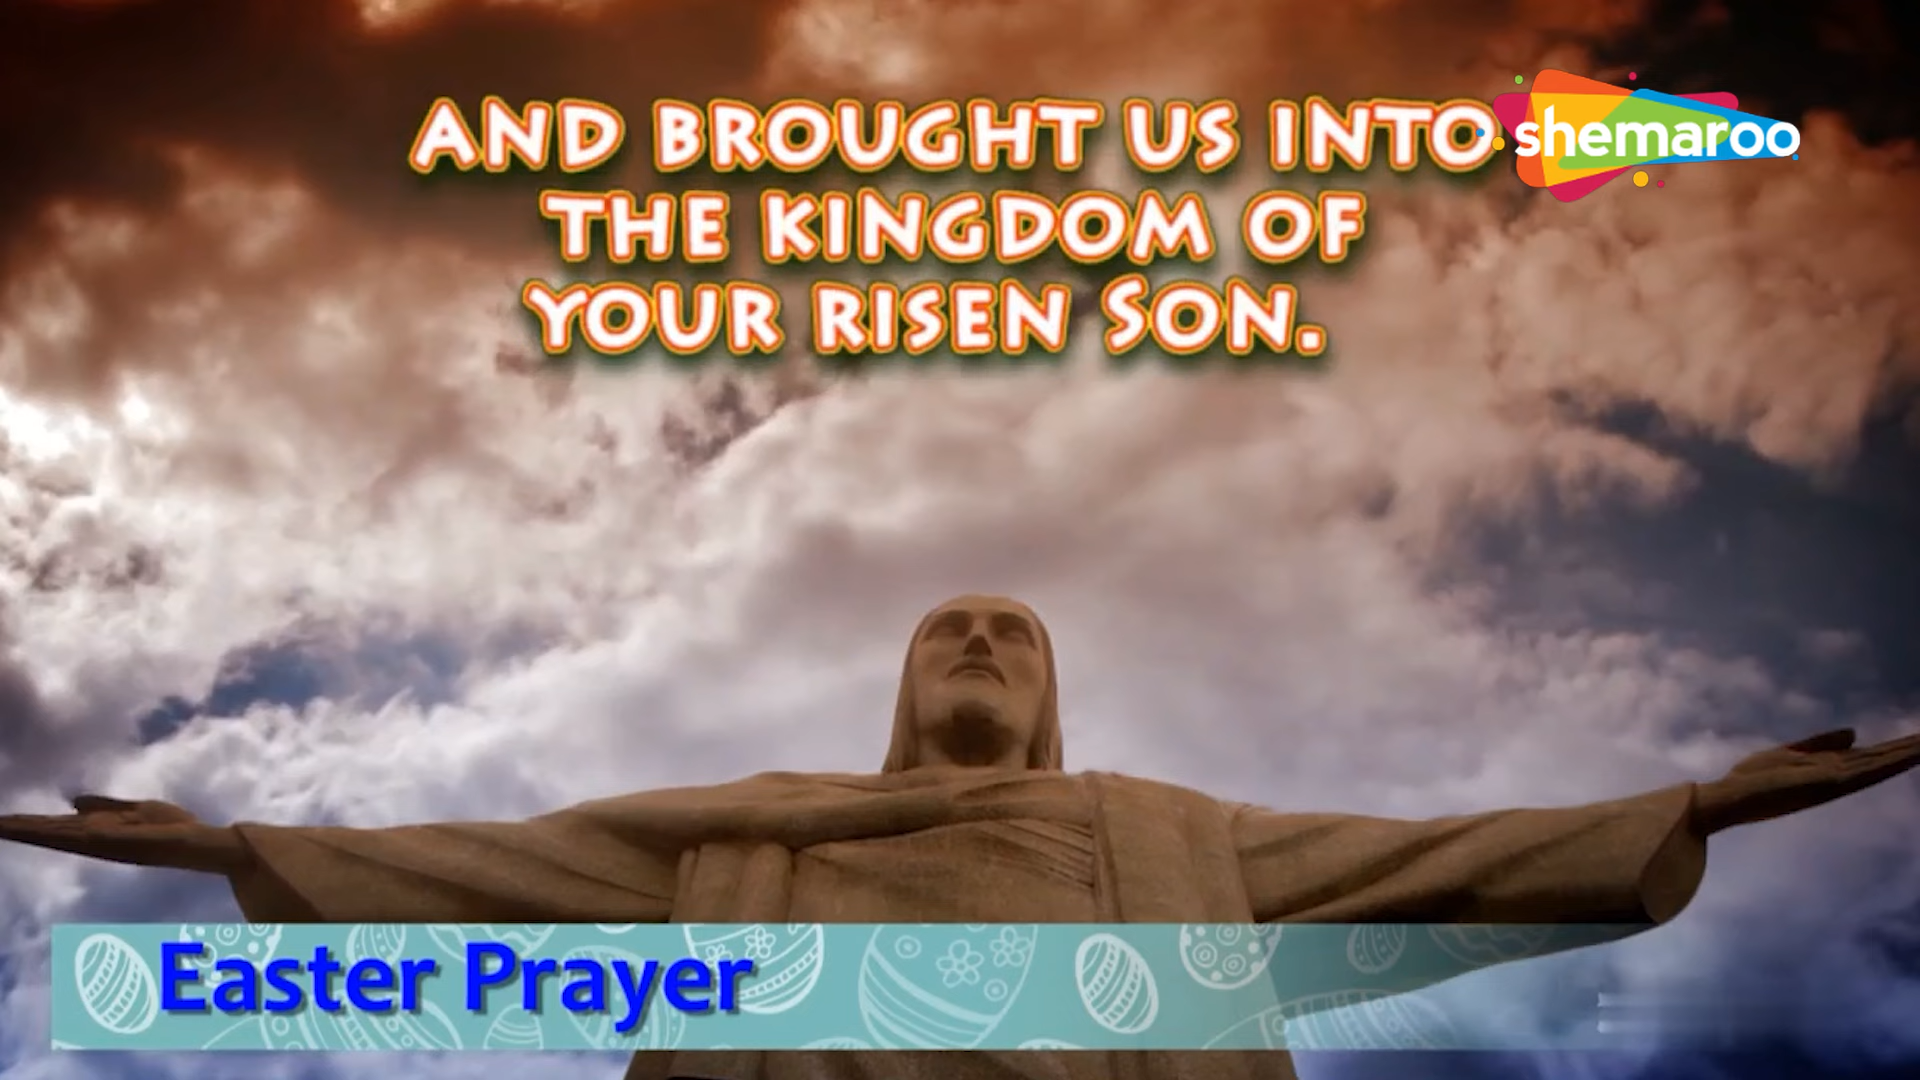 AND BROUGHT US INTO
shemaroo
THE KINGDOM OF
YOUR RISEN SON.
Easter Prayer